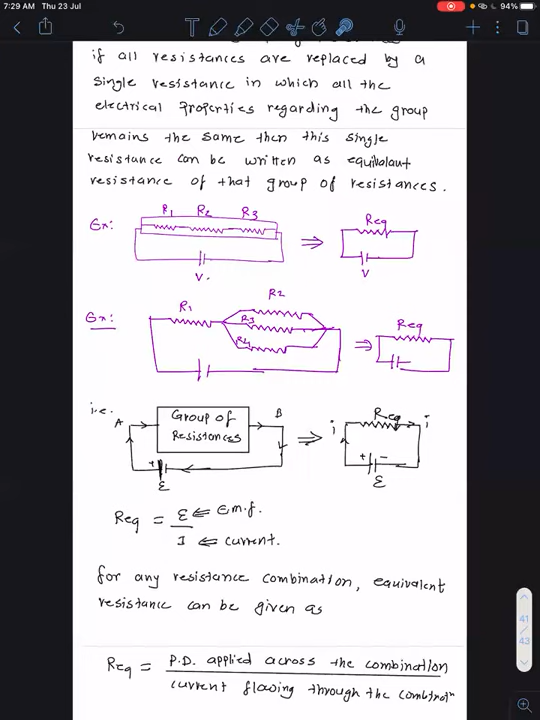 7:29 AM Thu 23 Jul
94%
if all resistances are replaced by a
single resistance in which all the
electrical properties regarding the group
remains the same then this single
resistance can be written as equivalant
resistance of that group of resistances.
Ex:
R1 R2 R3
V
⇒
Req
V
Ex:
R1
R2
R3
R4
⇒
Req
i.e.
A
Group of
Resistances
B
+
ε
⇒
Req
i
i
+ -
ε
Req = ε ⇐ E.m.f.
I ⇐ current.
for any resistance combination, equivalent
resistance can be given as
41
/
43
Req = P.D. applied across the combination
current flowing through the combinatn